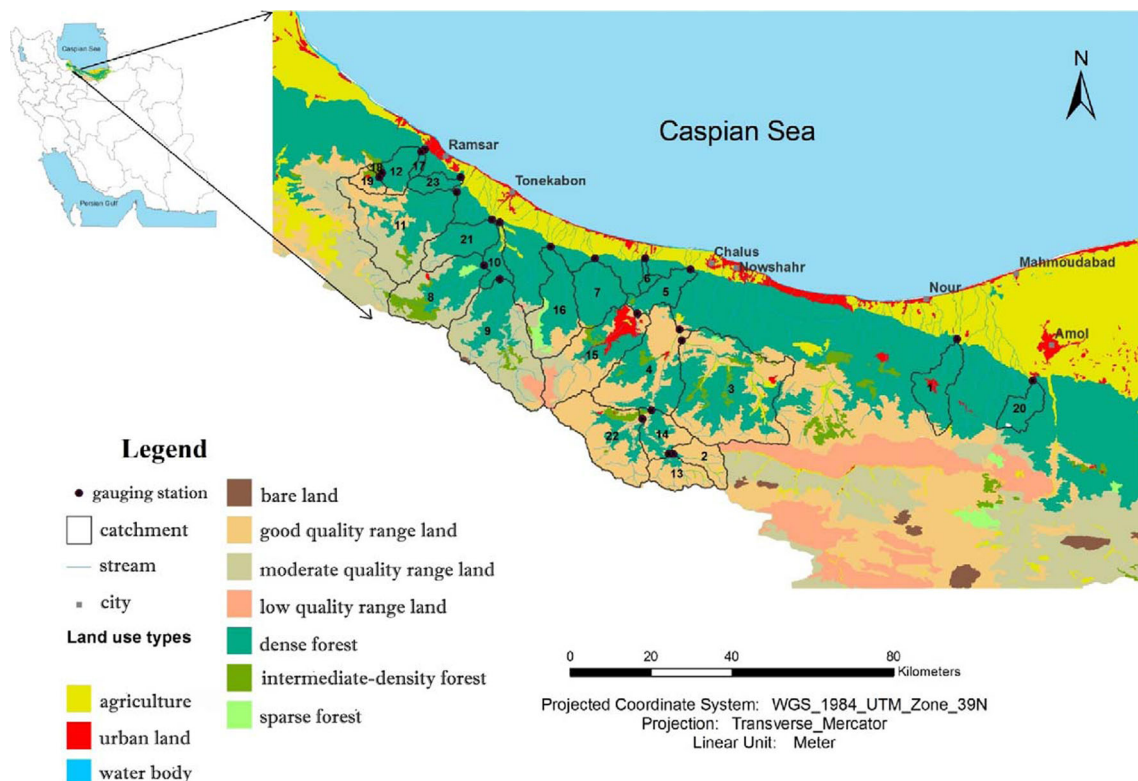 Caspian Sea
Persian Gulf
N
Caspian Sea
Ramsar
Tonekabon
Chalus
Nowshahr
Nour
Mahmoudabad
Amol
18
19
12
17
23
11
21
10
8
9
16
7
6
5
15
4
3
22
14
2
13
1
20
Legend
gauging station
catchment
stream
city
Land use types
agriculture
urban land
water body
bare land
good quality range land
moderate quality range land
low quality range land
dense forest
intermediate-density forest
sparse forest
0 20 40 80
Kilometers
Projected Coordinate System: WGS_1984_UTM_Zone_39N
Projection: Transverse_Mercator
Linear Unit: Meter